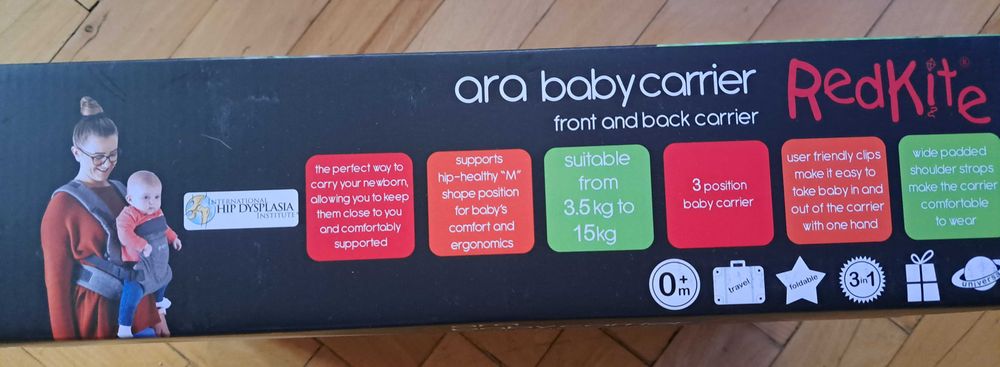 ara baby carrier
RedKite®
front and back carrier
INTERNATIONAL
HIP DYSPLASIA
INSTITUTE
the perfect way to
carry your newborn,
allowing you to keep
them close to you
and comfortably
supported
supports
hip-healthy "M"
shape position
for baby's
comfort and
ergonomics
suitable
from
3.5kg to
15kg
3 position
baby carrier
user friendly clips
make it easy to
take baby in and
out of the carrier
with one hand
wide padded
shoulder straps
make the carrier
comfortable
to wear
0+
m
travel
foldable
3in1